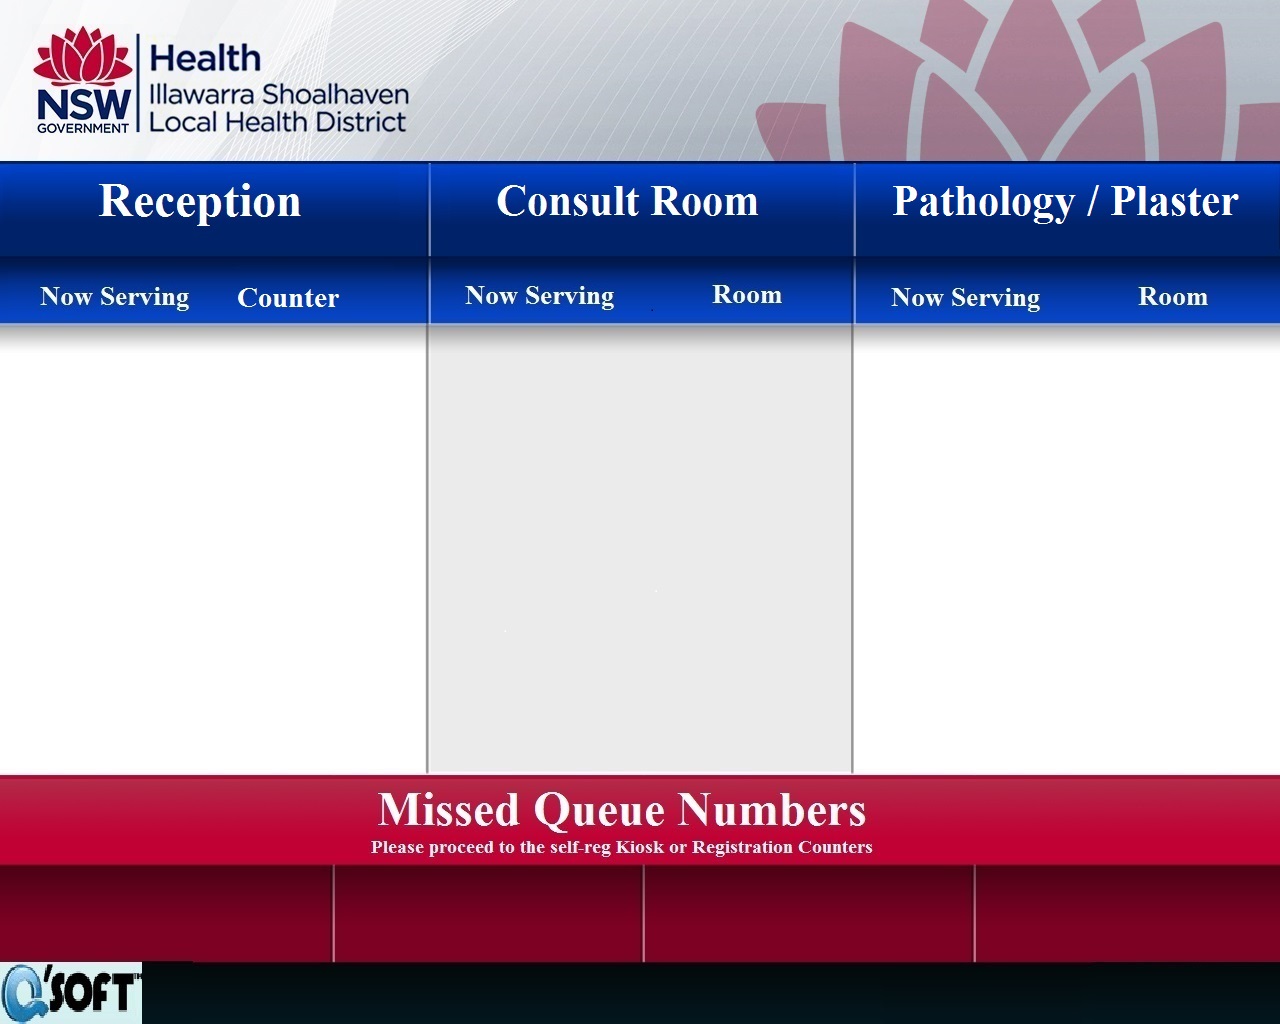 Health
Illawarra Shoalhaven
Local Health District
NSW
GOVERNMENT
Reception
Consult Room
Pathology / Plaster
Now Serving
Counter
Now Serving
Room
Now Serving
Room
Missed Queue Numbers
Please proceed to the self-reg Kiosk or Registration Counters
Q'SOFT™